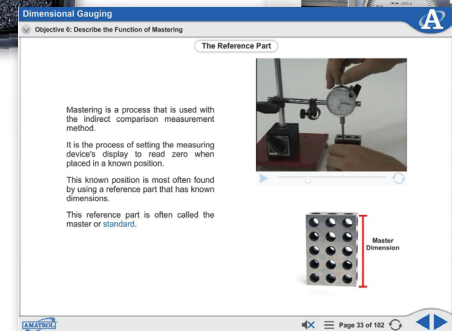 Dimensional Gauging
Objective 6: Describe the Function of Mastering
The Reference Part
Mastering is a process that is used with
the indirect comparison measurement
method.
It is the process of setting the measuring
device's display to read zero when
placed in a known position.
This known position is most often found
by using a reference part that has known
dimensions.
This reference part is often called the
master or standard.
Master
Dimension
AMATROL
Page 33 of 102